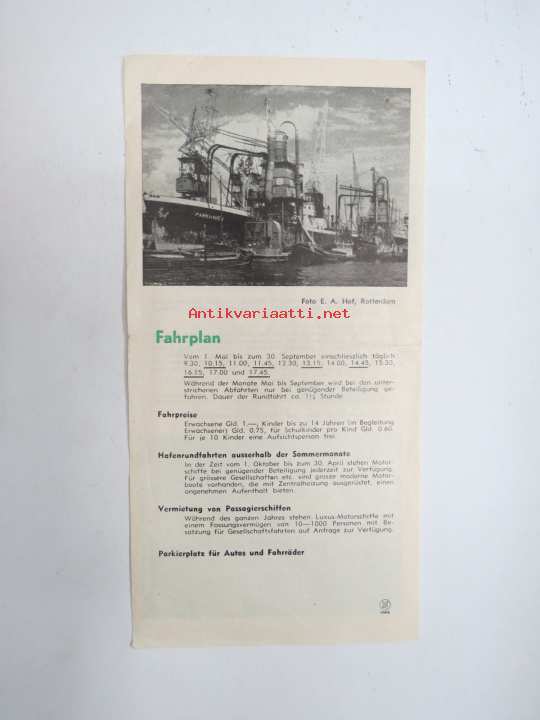 PARKHAVEN
Foto E. A. Hof, Rotterdam
Antikvariaatti.net
Fahrplan
Vom 1. Mai bis zum 30. September einschliesslich täglich
9.30, 10.15, 11.00, 11.45, 12.30, 13.15, 14.00, 14.45, 15.30,
16.15, 17.00 und 17.45.
Während der Monate Mai bis September wird bei den unter-
strichenen Abfahrten nur bei genügender Beteiligung ge-
fahren. Dauer der Rundfahrt ca. 1¼ Stunde.
Fahrpreise
Erwachsene Gld. 1.—, Kinder bis zu 14 Jahren (in Begleitung
Erwachsener) Gld. 0.75, für Schulkinder pro Kind Gld. 0.60.
Für je 10 Kinder eine Aufsichtsperson frei.
Hafenrundfahrten ausserhalb der Sommermonate
In der Zeit vom 1. Oktober bis zum 30. April stehen Motor-
schiffe bei genügender Beteiligung jederzeit zur Verfügung.
Für grössere Gesellschaften etc. sind grosse moderne Motor-
boote vorhanden, die mit Zentralheizung ausgerüstet, einen
angenehmen Aufenthalt bieten.
Vermietung von Passagierschiffen
Während des ganzen Jahres stehen Luxus-Motorschiffe mit
einem Fassungsvermögen von 10—1000 Personen mit Be-
satzung für Gesellschaftsfahrten auf Anfrage zur Verfügung.
Parkierplatz für Autos und Fahrräder